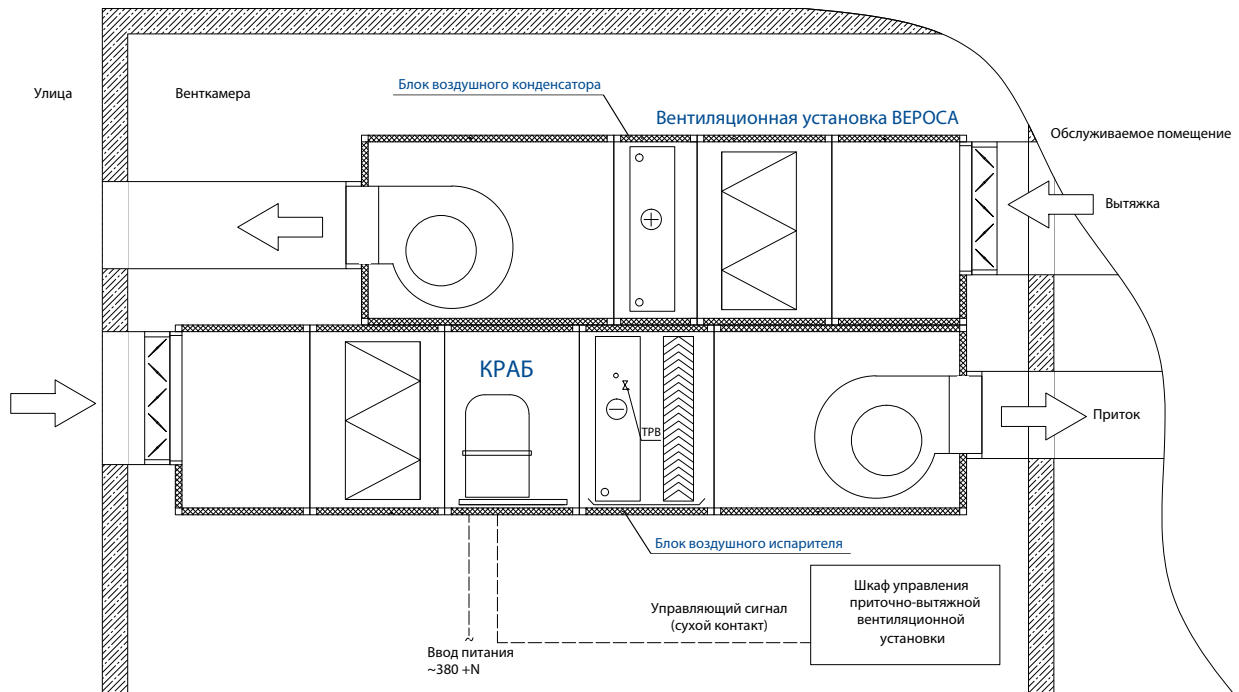 Улица
Венткамера
Блок воздушного конденсатора
Вентиляционная установка ВЕРОСА
Обслуживаемое помещение
Вытяжка
КРАБ
ТРВ
Приток
Блок воздушного испарителя
Управляющий сигнал
(сухой контакт)
Шкаф управления
приточно-вытяжной
вентиляционной
установки
~
Ввод питания
~380 +N